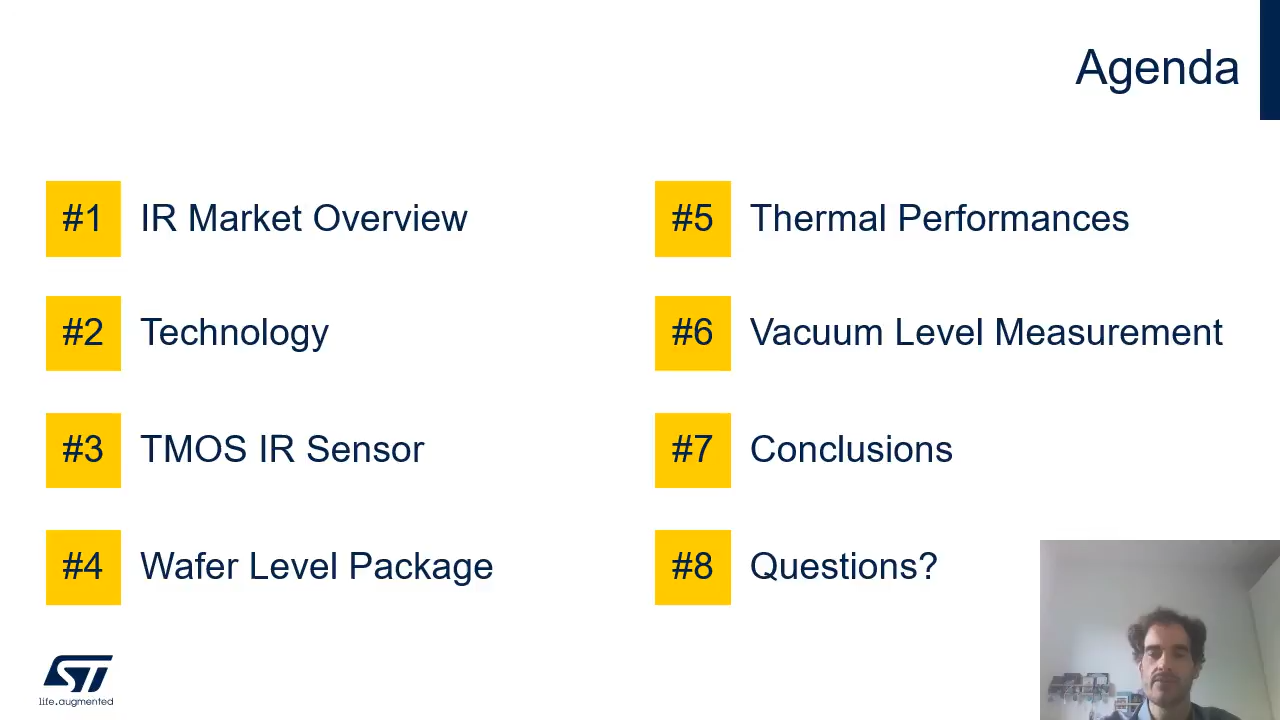 Agenda
#1 IR Market Overview
#2 Technology
#3 TMOS IR Sensor
#4 Wafer Level Package
#5 Thermal Performances
#6 Vacuum Level Measurement
#7 Conclusions
#8 Questions?
ST
life.augmented